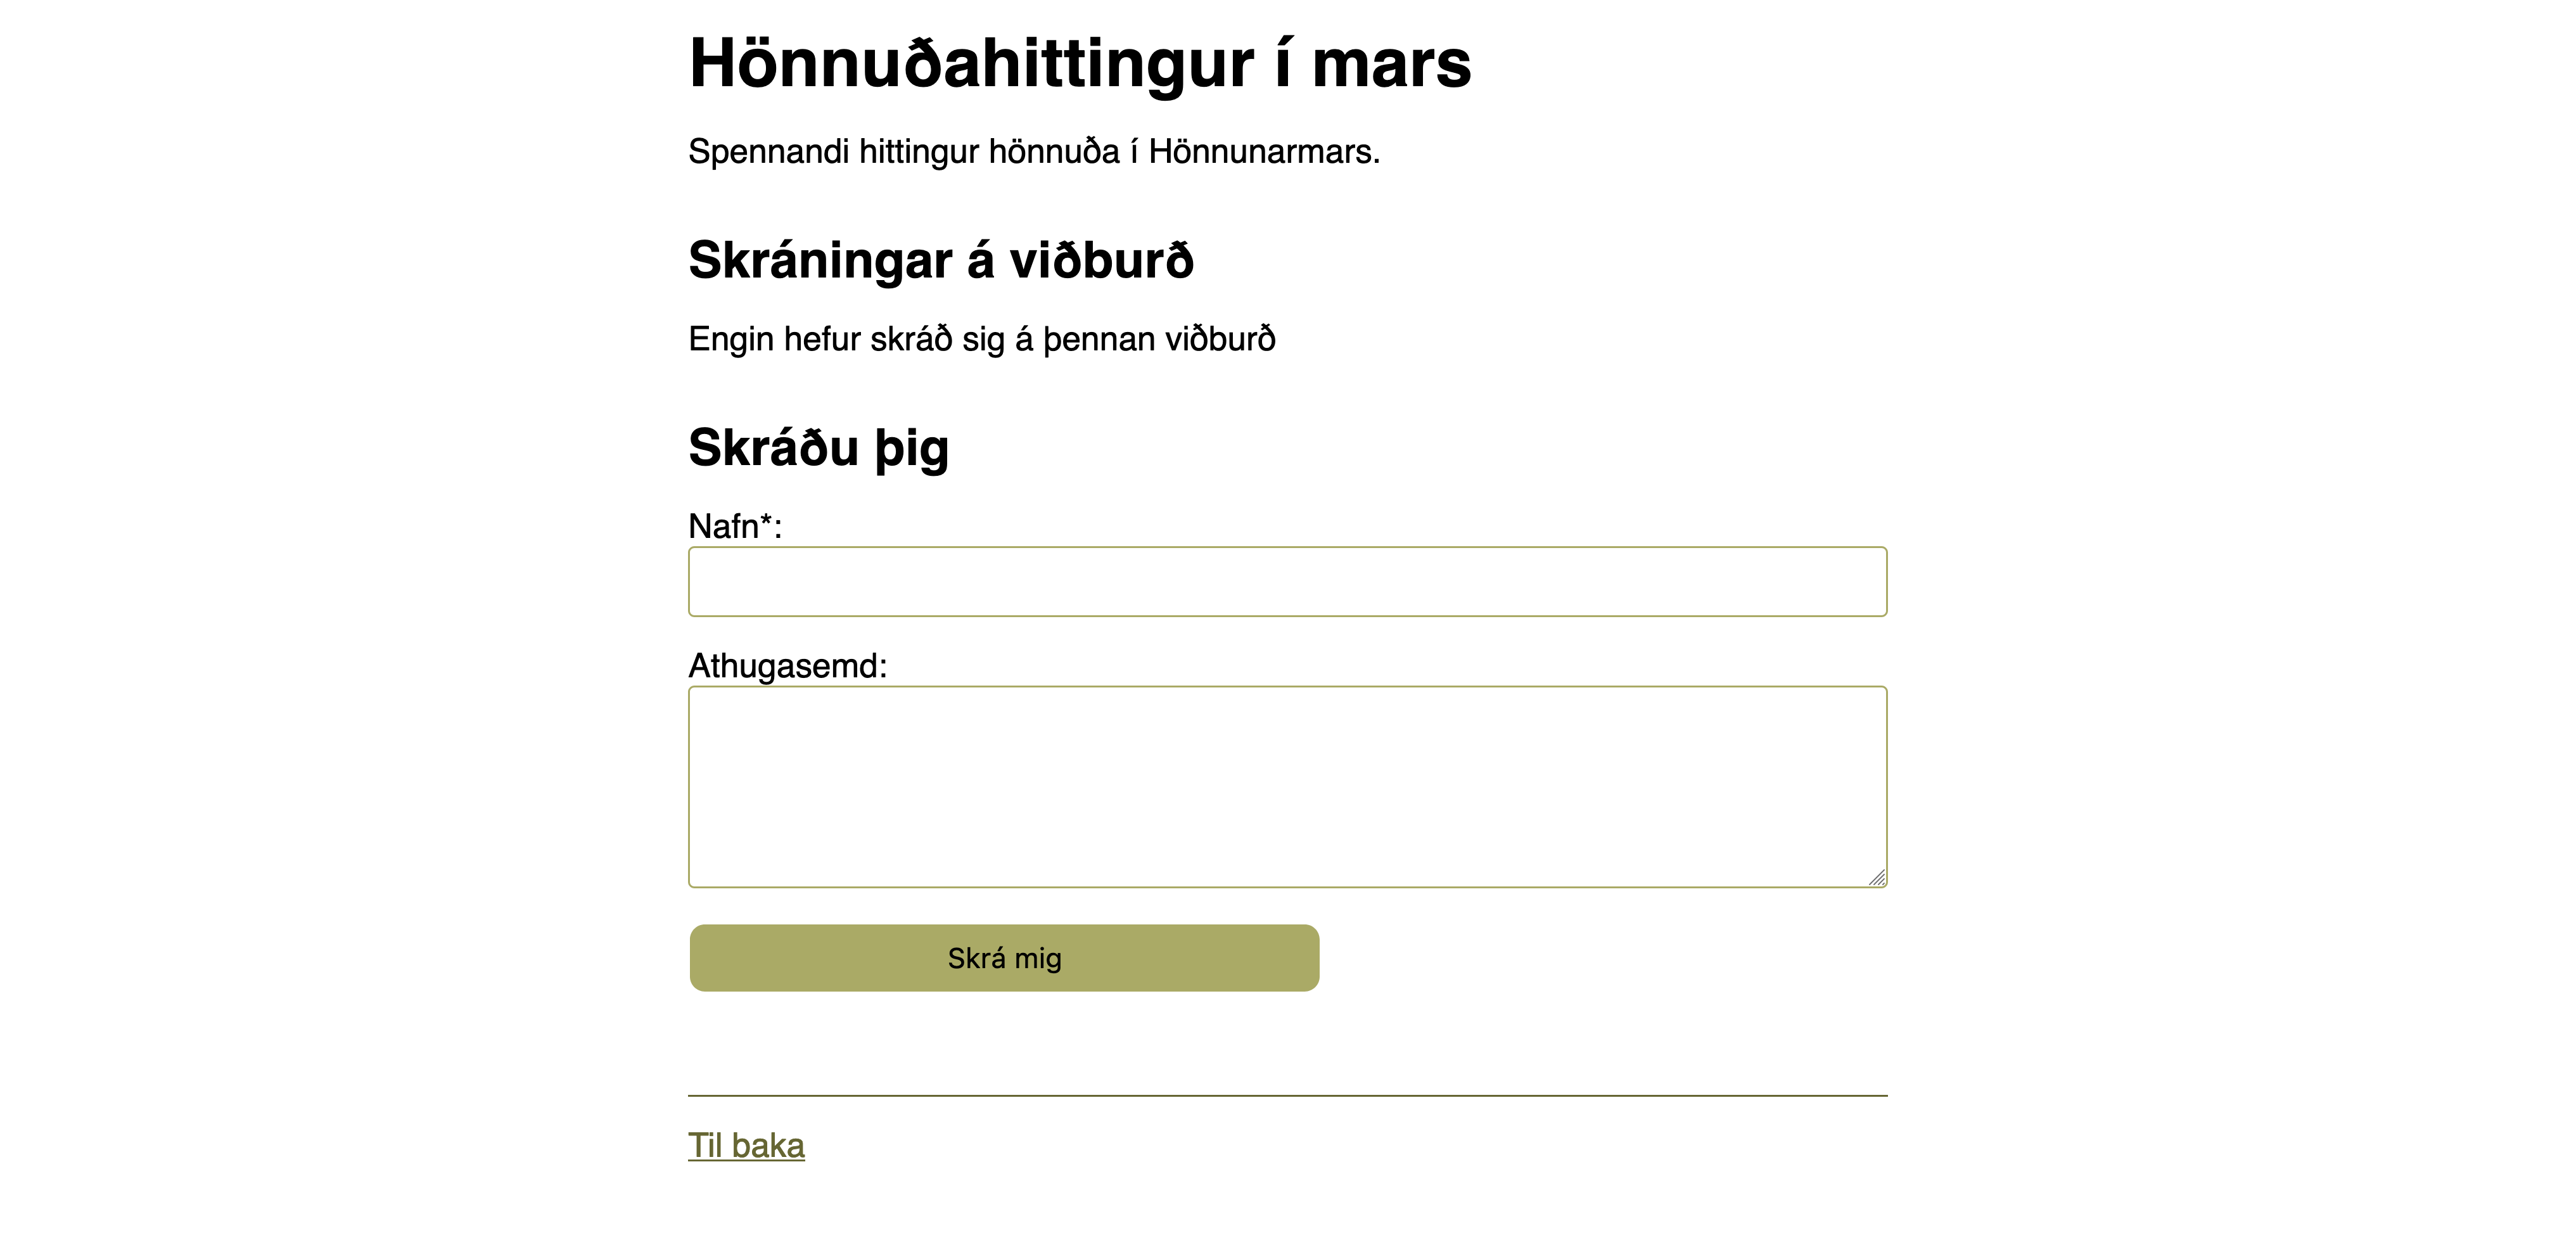 Hönnuðahittingur í mars
Spennandi hittingur hönnuða í Hönnunarmars.
Skráningar á viðburð
Engin hefur skráð sig á þennan viðburð
Skráðu þig
Nafn*:
Athugasemd:
Skrá mig
Til baka